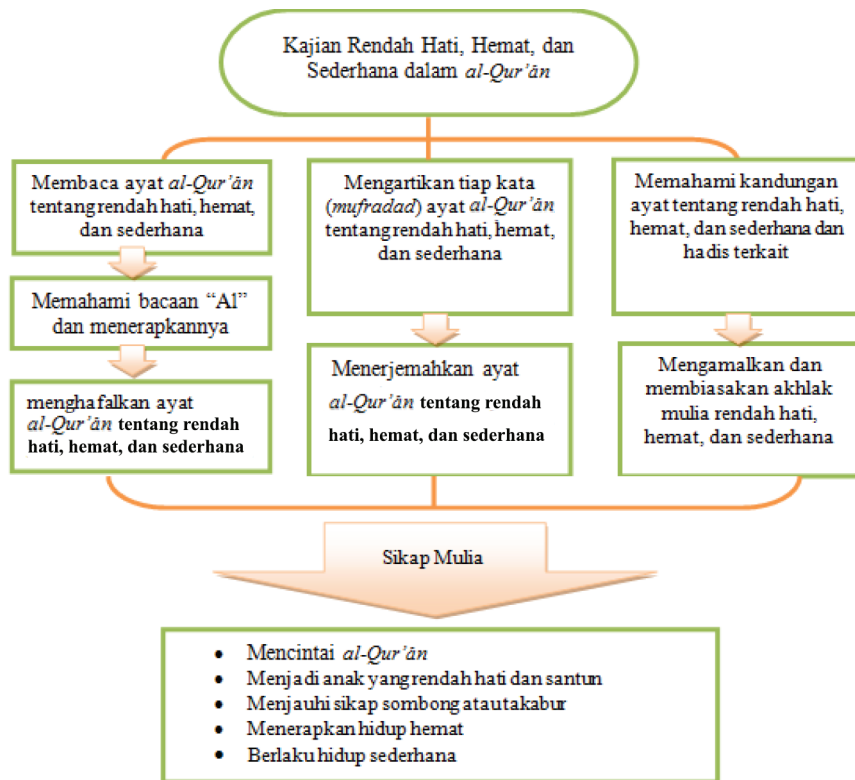 Kajian Rendah Hati, Hemat, dan
Sederhana dalam al-Qur’ān
Membaca ayat al-Qur’ān
tentang rendah hati, hemat,
dan sederhana
Memahami bacaan “Al”
dan menerapkannya
menghafalkan ayat
al-Qur’ān tentang rendah
hati, hemat, dan sederhana
Mengartikan tiap kata
(mufradad) ayat al-Qur’ān
tentang rendah hati, hemat,
dan sederhana
Menerjemahkan ayat
al-Qur’ān tentang rendah
hati, hemat, dan sederhana
Memahami kandungan
ayat tentang rendah hati,
hemat, dan sederhana dan
hadis terkait
Mengamalkan dan
membiasakan akhlak
mulia rendah hati,
hemat, dan sederhana
Sikap Mulia
• Mencintai al-Qur’ān
• Menjadi anak yang rendah hati dan santun
• Menjauhi sikap sombong atau takabur
• Menerapkan hidup hemat
• Berlaku hidup sederhana